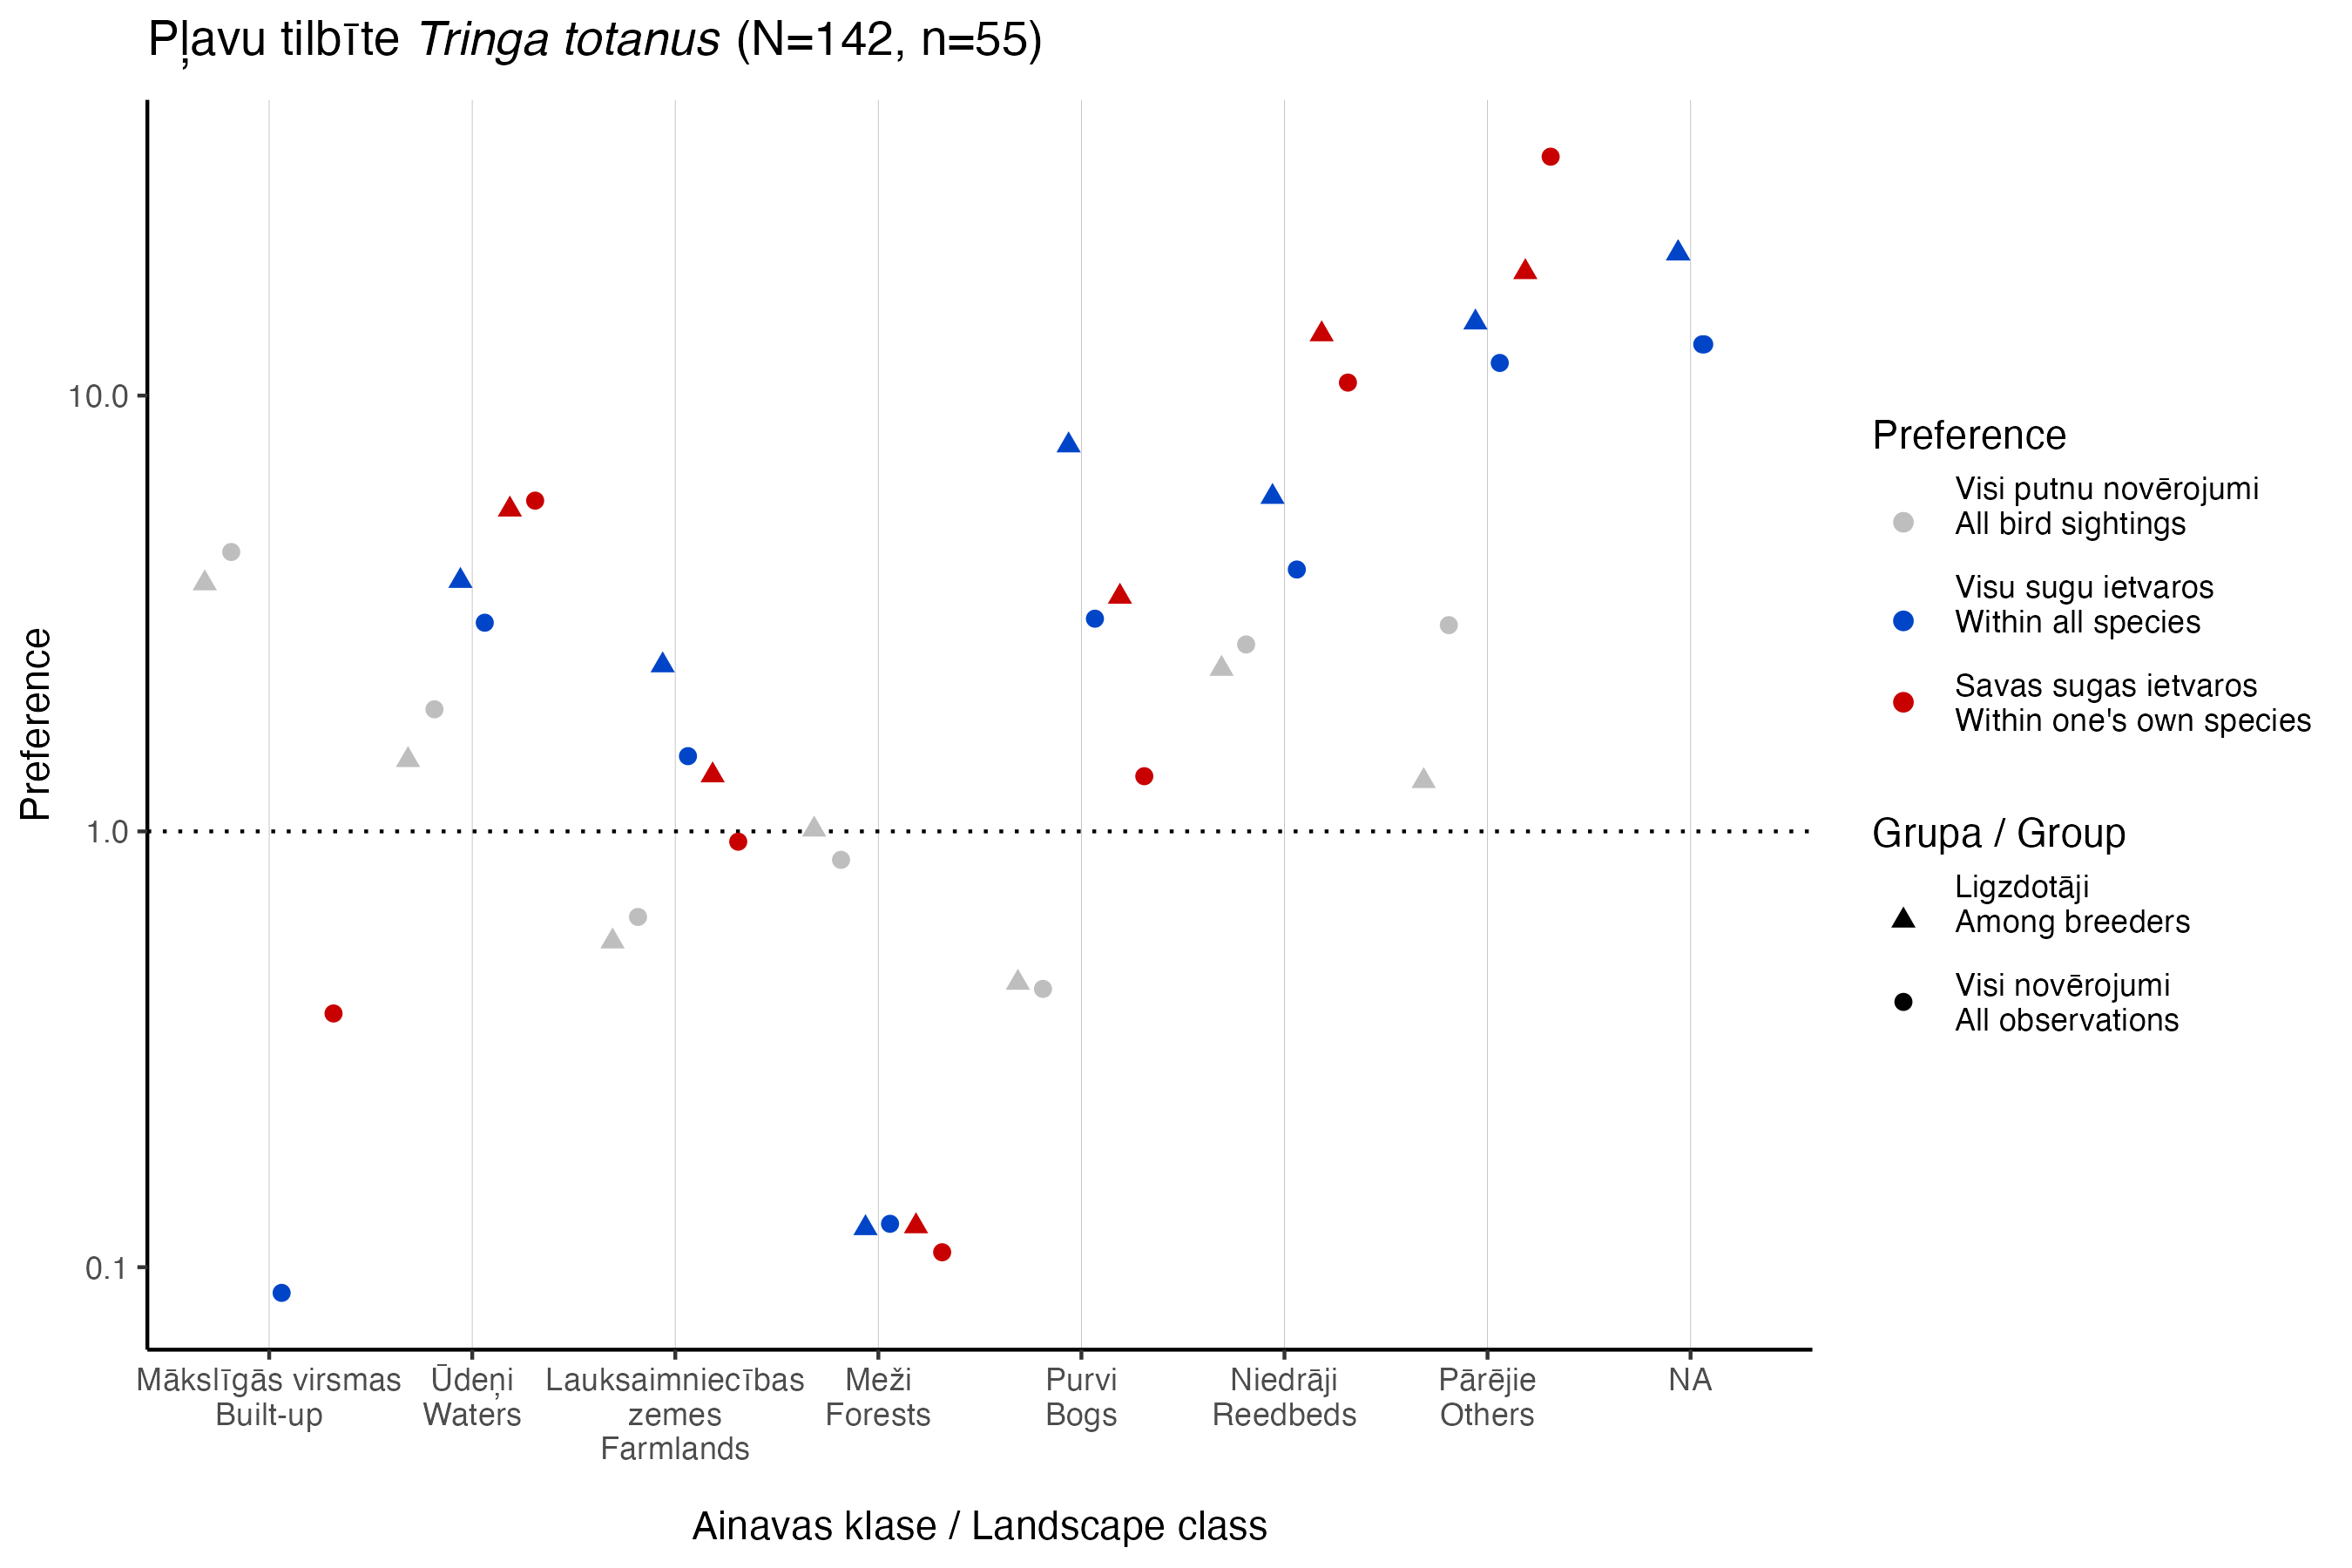 Pļavu tilbīte Tringa totanus (N=142, n=55)
Preference
10.0
1.0
0.1
Mākslīgās virsmas
Built-up
Ūdeņi
Waters
Lauksaimniecības
zemes
Farmlands
Meži
Forests
Purvi
Bogs
Niedrāji
Reedbeds
Pārējie
Others
NA
Ainavas klase / Landscape class
Preference
Visi putnu novērojumi
All bird sightings
Visu sugu ietvaros
Within all species
Savas sugas ietvaros
Within one's own species
Grupa / Group
Ligzdotāji
Among breeders
Visi novērojumi
All observations